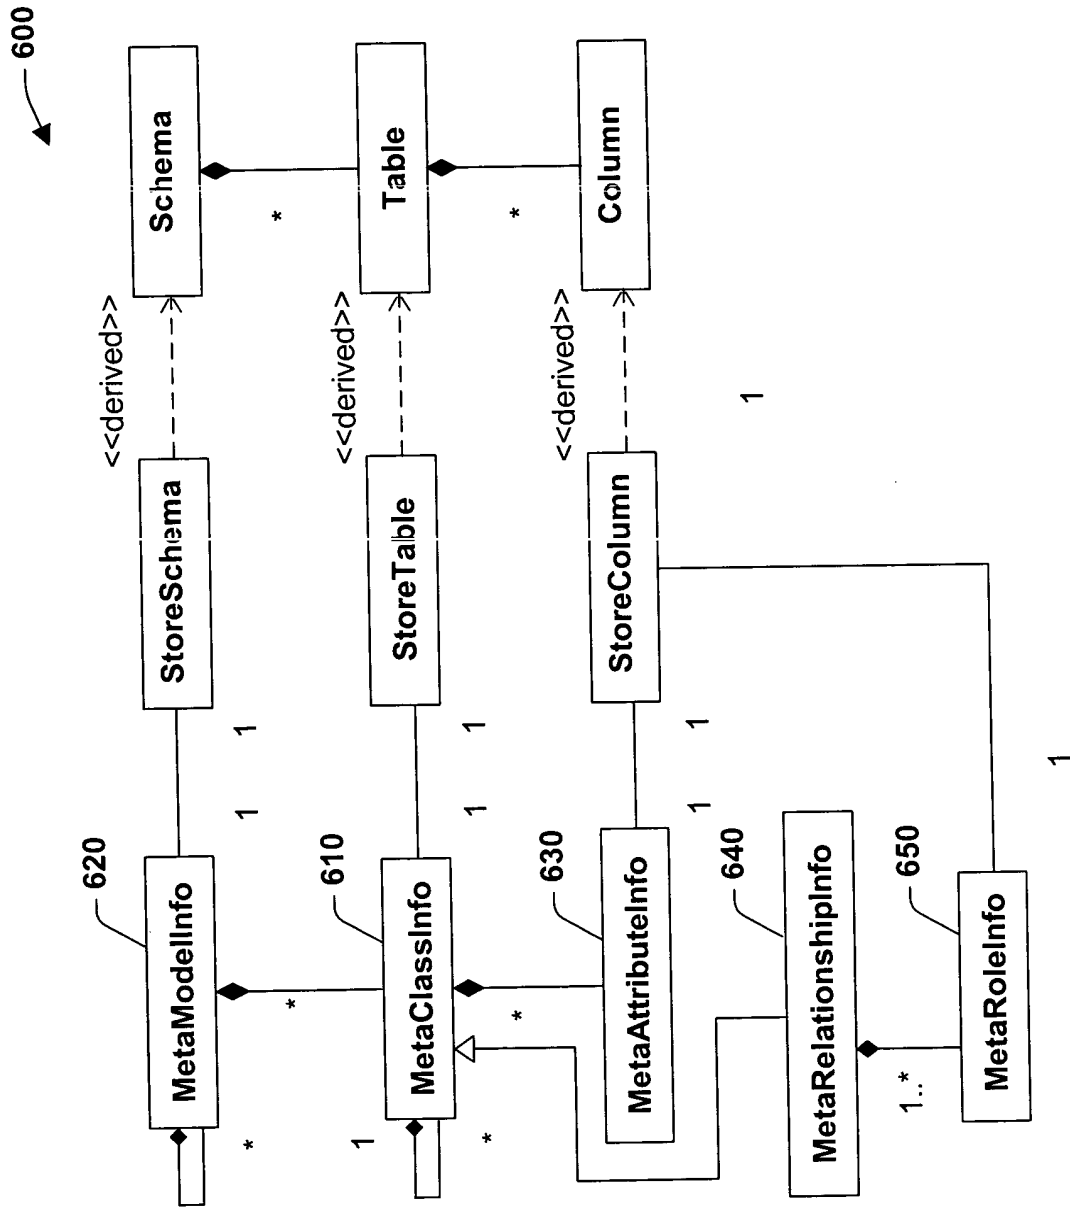 600
620
<<derived>>
MetaModelInfo
StoreSchema
Schema
*
1
1
*
*
610
<<derived>>
1
MetaClassInfo
StoreTable
Table
*
1
1
*
*
630
<<derived>>
MetaAttributeInfo
StoreColumn
Column
1
1
640
1
MetaRelationshipInfo
1..*
650
MetaRoleInfo
1